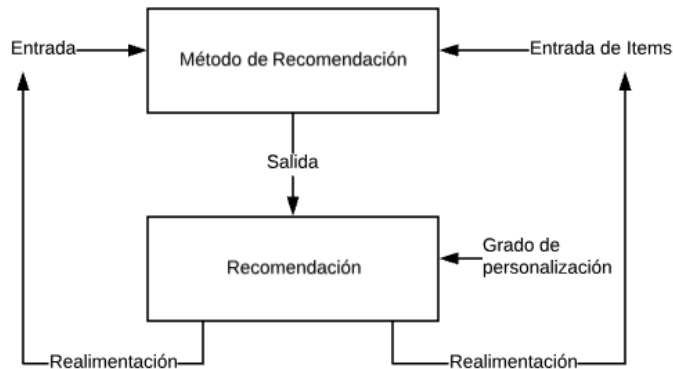 Entrada
Método de Recomendación
Entrada de Items
Salida
Recomendación
Grado de
personalización
Realimentación
Realimentación